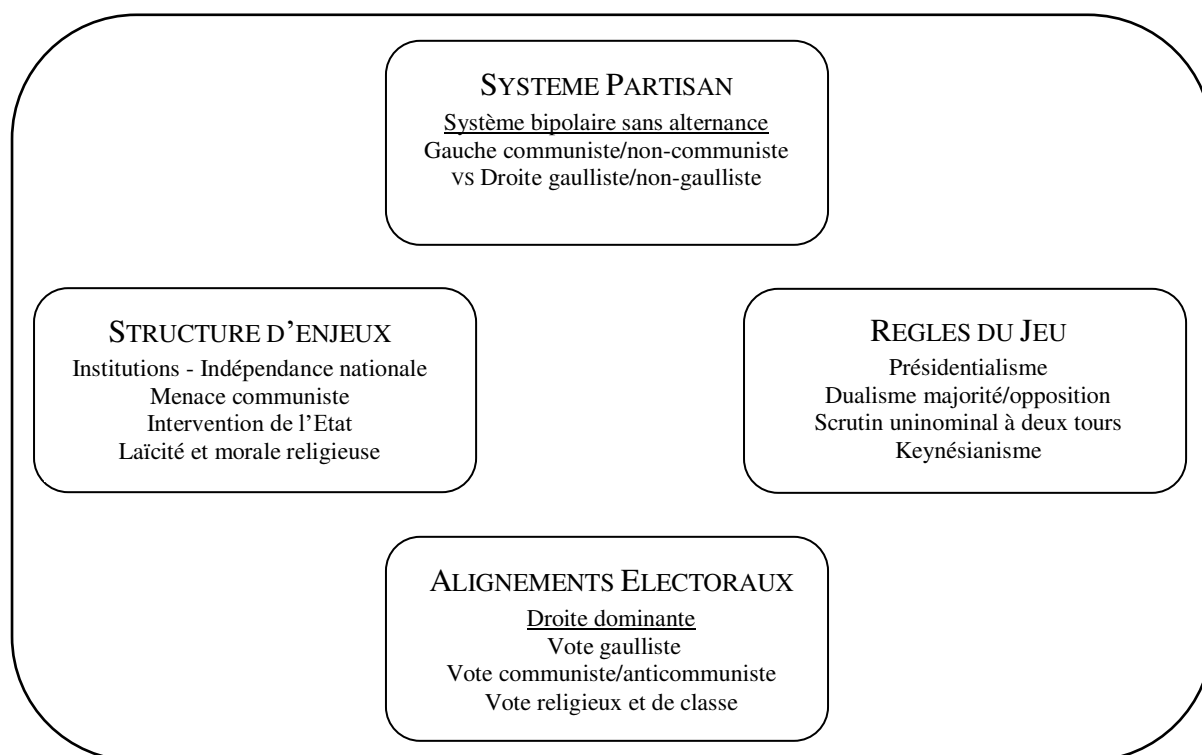 SYSTEME PARTISAN
Système bipolaire sans alternance
Gauche communiste/non-communiste
VS Droite gaulliste/non-gaulliste
STRUCTURE D'ENJEUX
Institutions - Indépendance nationale
Menace communiste
Intervention de l'Etat
Laïcité et morale religieuse
REGLES DU JEU
Présidentialisme
Dualisme majorité/opposition
Scrutin uninominal à deux tours
Keynésianisme
ALIGNEMENTS ELECTORAUX
Droite dominante
Vote gaulliste
Vote communiste/anticommuniste
Vote religieux et de classe